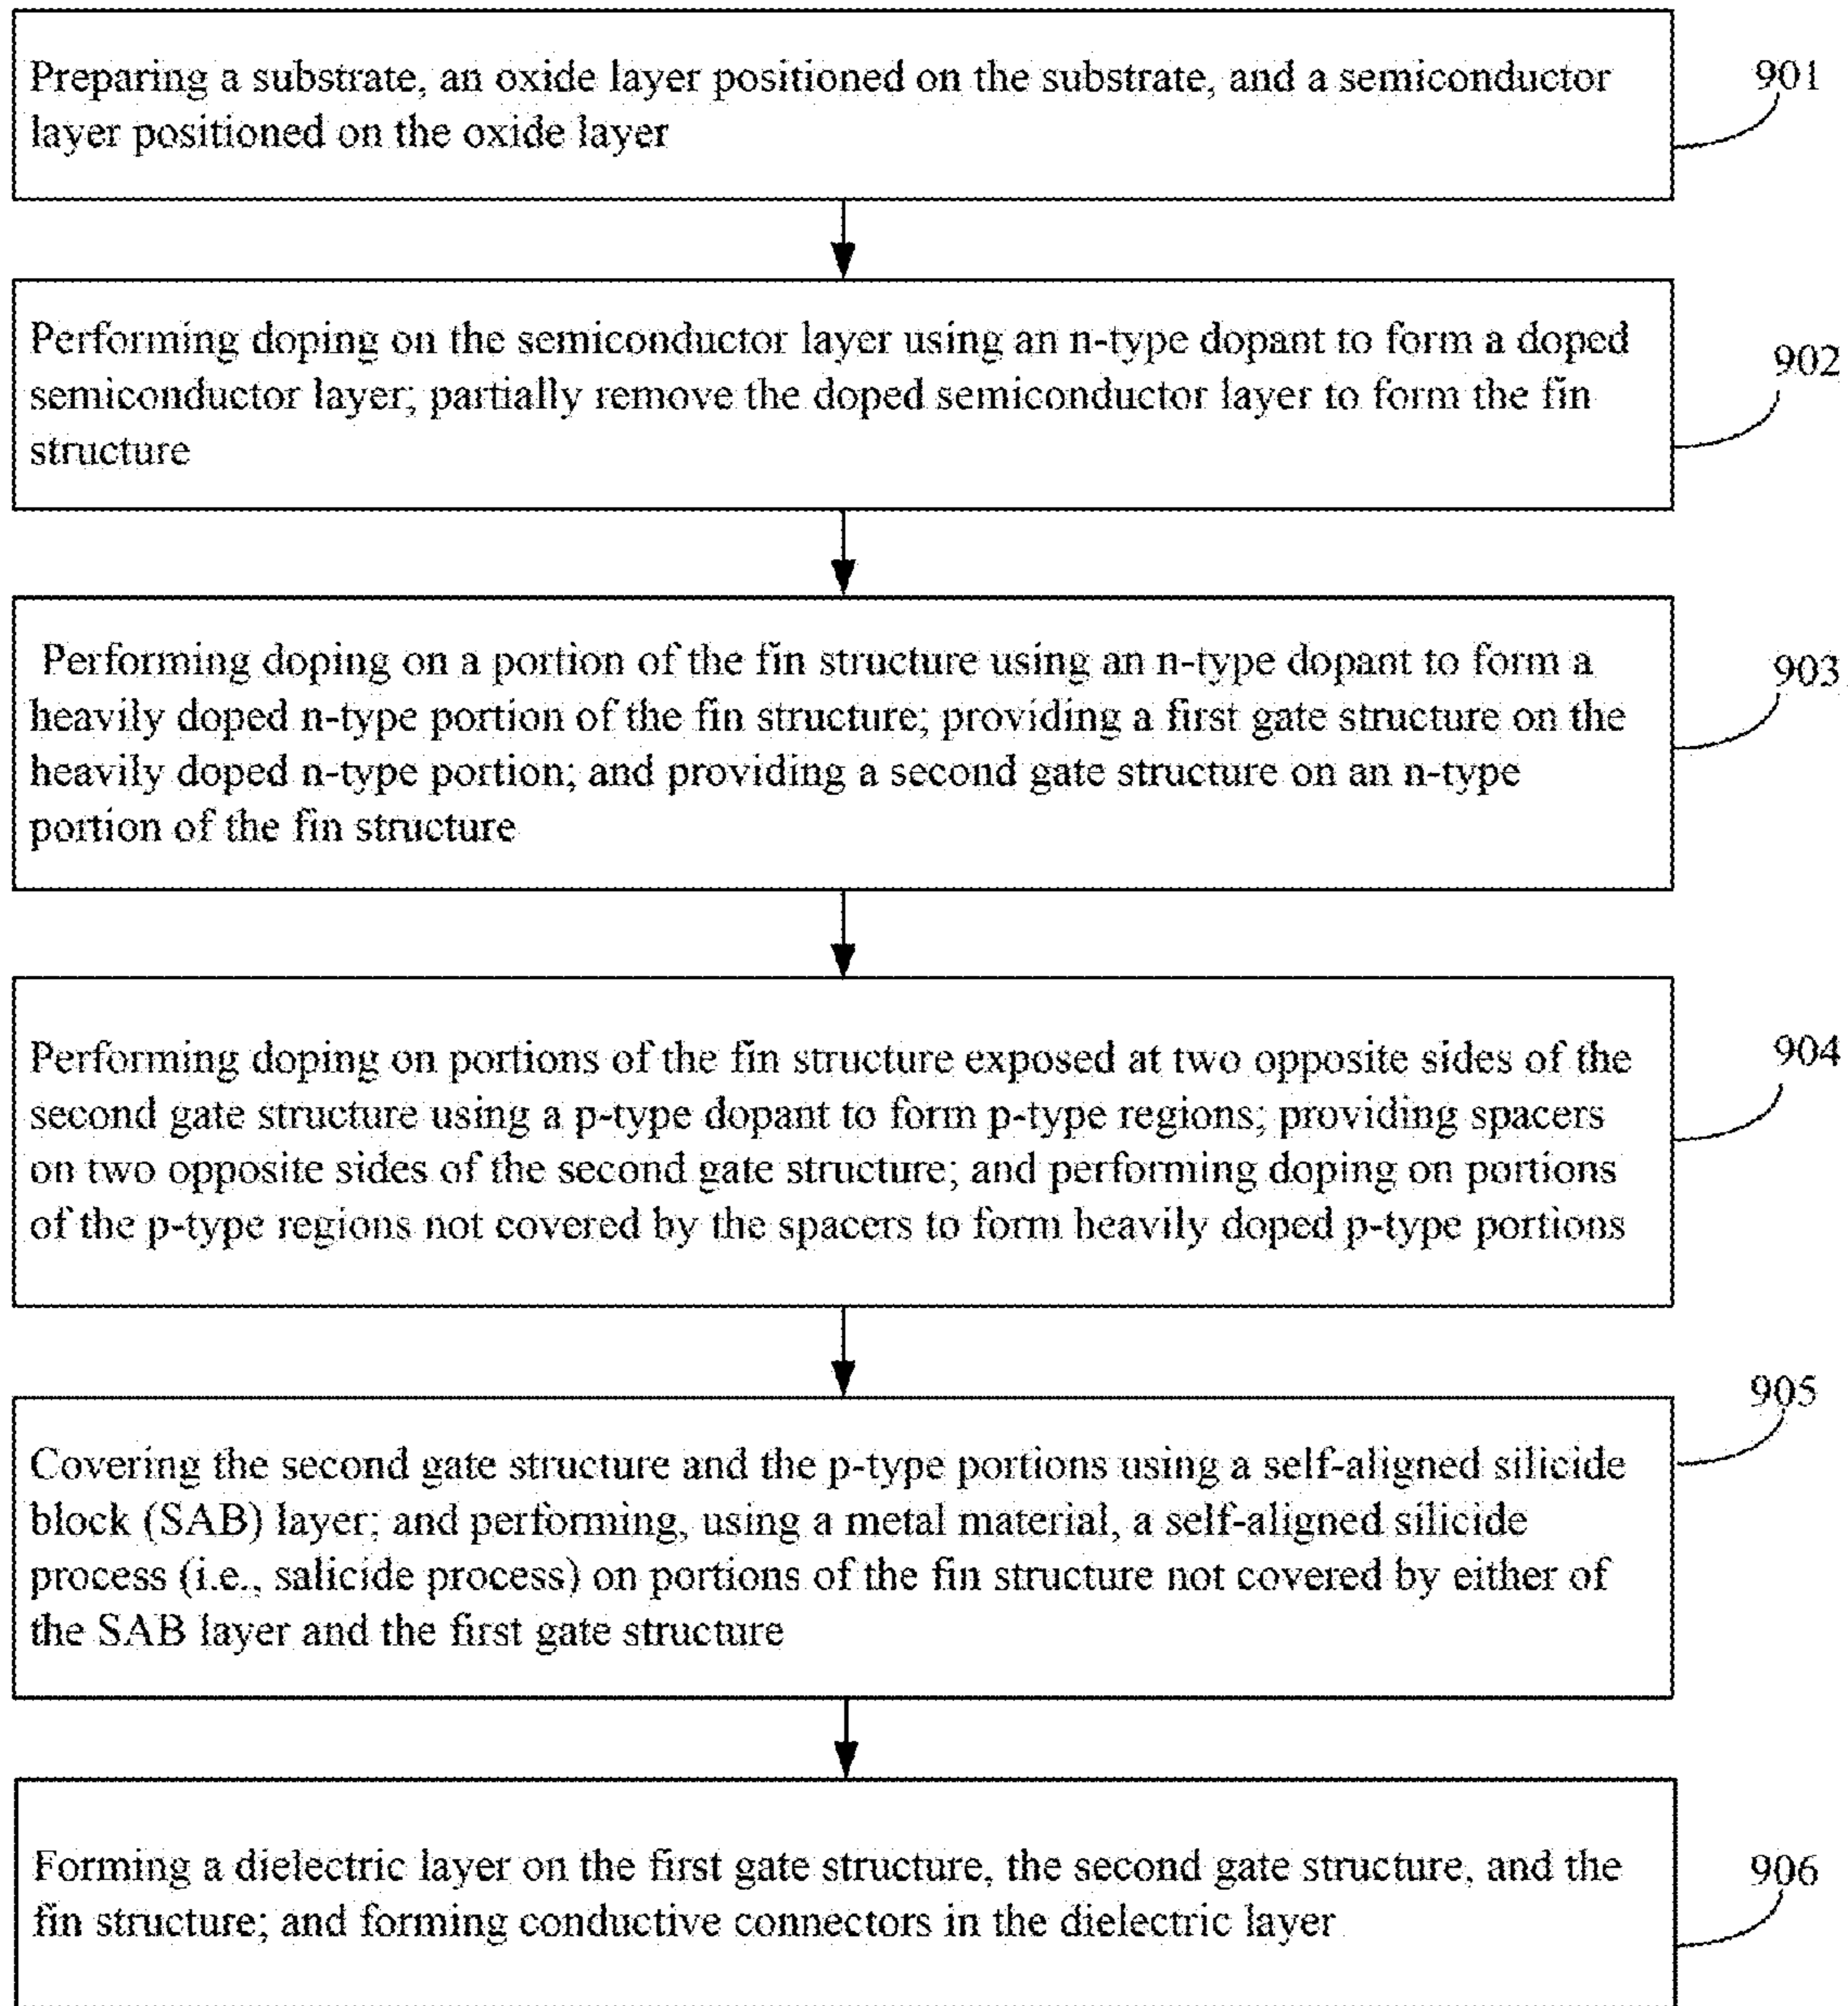 Preparing a substrate, an oxide layer positioned on the substrate, and a semiconductor
layer positioned on the oxide layer
901
Performing doping on the semiconductor layer using an n-type dopant to form a doped
semiconductor layer; partially remove the doped semiconductor layer to form the fin
structure
902
Performing doping on a portion of the fin structure using an n-type dopant to form a
heavily doped n-type portion of the fin structure; providing a first gate structure on the
heavily doped n-type portion; and providing a second gate structure on an n-type
portion of the fin structure
903
Performing doping on portions of the fin structure exposed at two opposite sides of the
second gate structure using a p-type dopant to form p-type regions; providing spacers
on two opposite sides of the second gate structure; and performing doping on portions
of the p-type regions not covered by the spacers to form heavily doped p-type portions
904
Covering the second gate structure and the p-type portions using a self-aligned silicide
block (SAB) layer; and performing, using a metal material, a self-aligned silicide
process (i.e., salicide process) on portions of the fin structure not covered by either of
the SAB layer and the first gate structure
905
Forming a dielectric layer on the first gate structure, the second gate structure, and the
fin structure; and forming conductive connectors in the dielectric layer
906